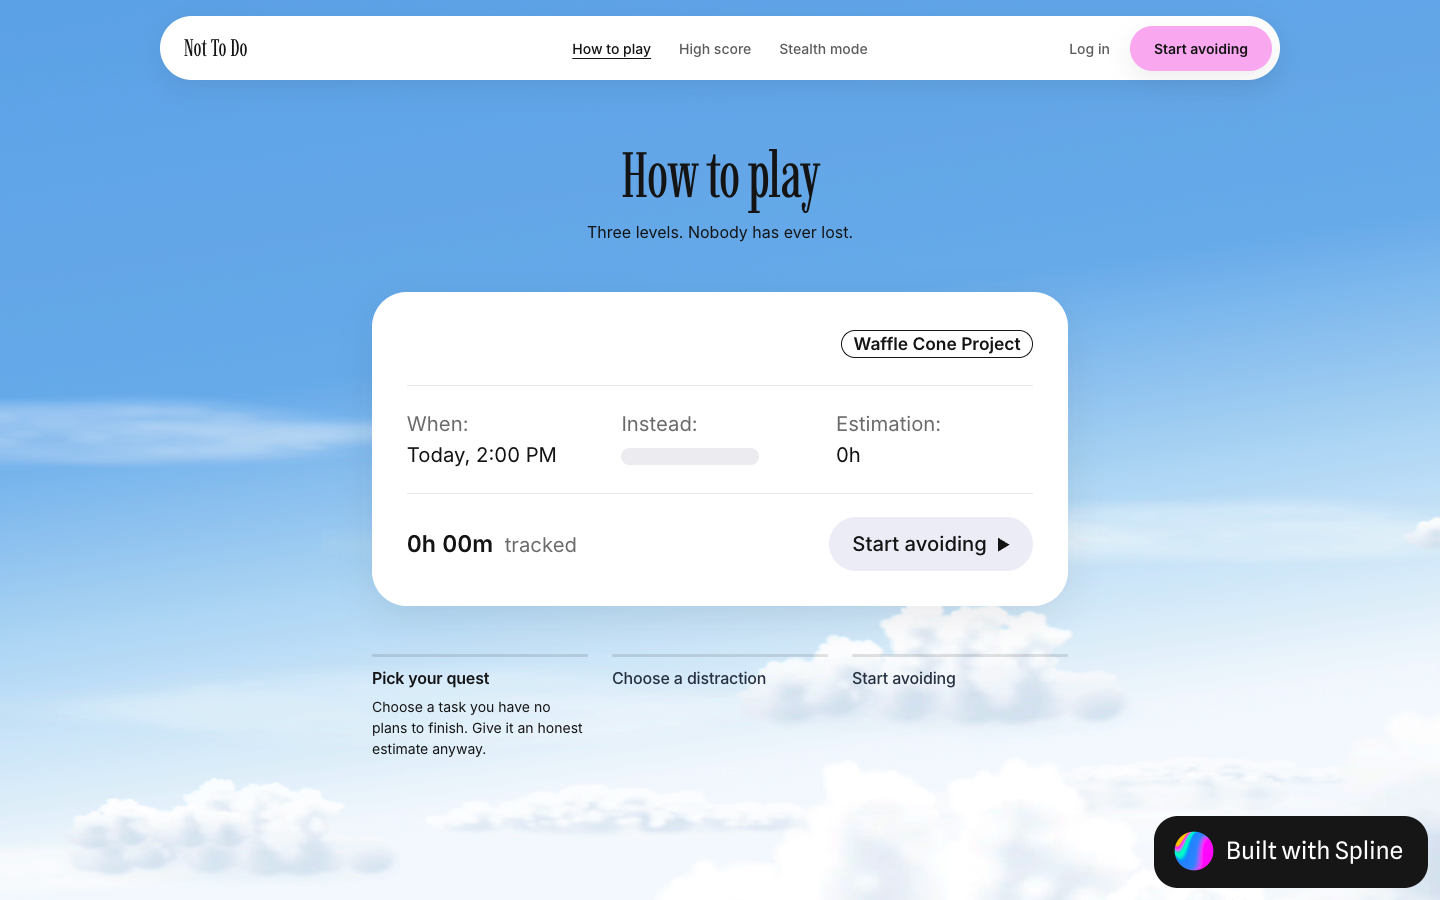 Not To Do
How to play
High score
Stealth mode
Log in
Start avoiding
How to play
Three levels. Nobody has ever lost.
Waffle Cone Project
When:
Today, 2:00 PM
Instead:
Estimation:
0h
0h 00m tracked
Start avoiding
Pick your quest
Choose a task you have no
plans to finish. Give it an honest
estimate anyway.
Choose a distraction
Start avoiding
Built with Spline